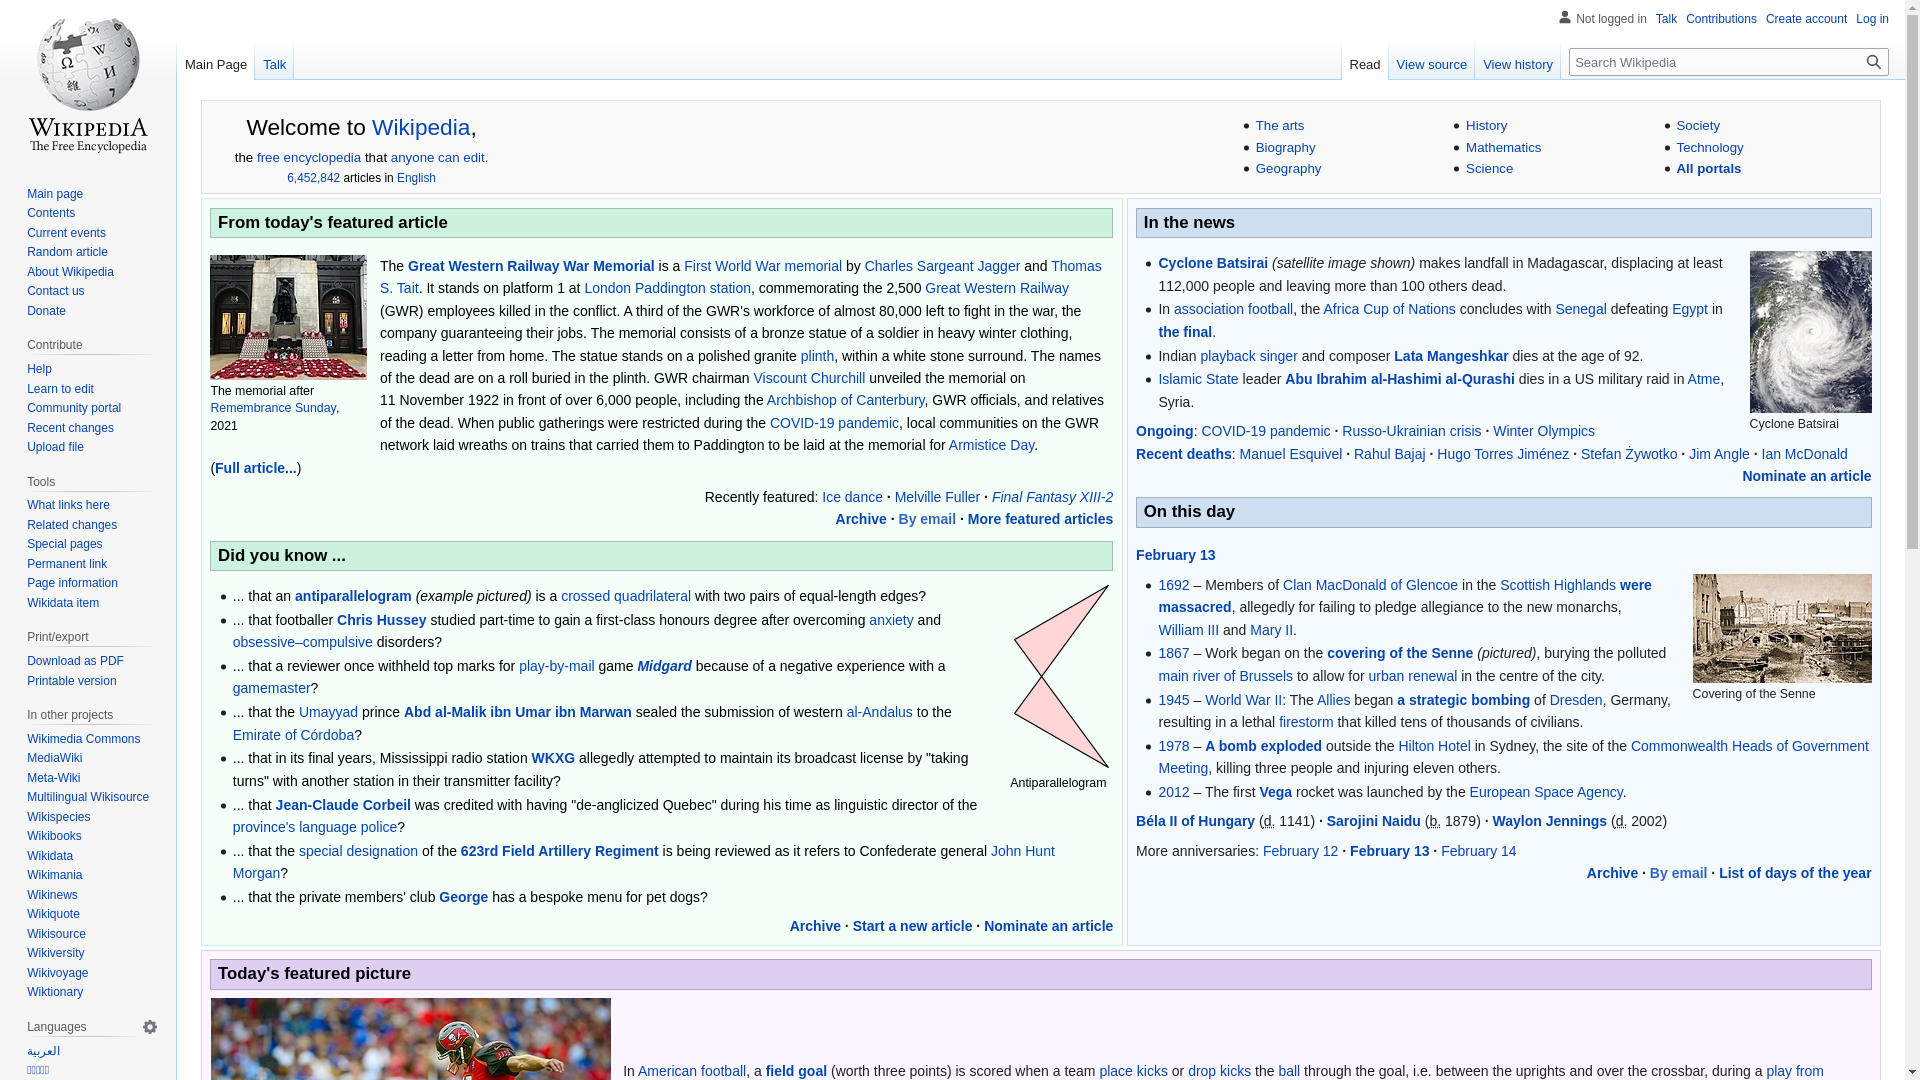 WIKIPEDIA
The Free Encyclopedia
Not logged in Talk Contributions Create account Log in
Main Page Talk
Read View source View history Search Wikipedia
Main page
Contents
Current events
Random article
About Wikipedia
Contact us
Donate
Contribute
Help
Learn to edit
Community portal
Recent changes
Upload file
Tools
What links here
Related changes
Special pages
Permanent link
Page information
Wikidata item
Print/export
Download as PDF
Printable version
In other projects
Wikimedia Commons
MediaWiki
Meta-Wiki
Multilingual Wikisource
Wikispecies
Wikibooks
Wikidata
Wikimania
Wikinews
Wikiquote
Wikisource
Wikiversity
Wikivoyage
Wiktionary
Languages
العربية
Welcome to Wikipedia,
the free encyclopedia that anyone can edit.
6,452,842 articles in English
The arts
Biography
Geography
History
Mathematics
Science
Society
Technology
All portals
From today's featured article
The memorial after
Remembrance Sunday,
2021
The Great Western Railway War Memorial is a First World War memorial by Charles Sargeant Jagger and Thomas
S. Tait. It stands on platform 1 at London Paddington station, commemorating the 2,500 Great Western Railway
(GWR) employees killed in the conflict. A third of the GWR's workforce of almost 80,000 left to fight in the war, the
company guaranteeing their jobs. The memorial consists of a bronze statue of a soldier in heavy winter clothing,
reading a letter from home. The statue stands on a polished granite plinth, within a white stone surround. The names
of the dead are on a roll buried in the plinth. GWR chairman Viscount Churchill unveiled the memorial on
11 November 1922 in front of over 6,000 people, including the Archbishop of Canterbury, GWR officials, and relatives
of the dead. When public gatherings were restricted during the COVID-19 pandemic, local communities on the GWR
network laid wreaths on trains that carried them to Paddington to be laid at the memorial for Armistice Day.
(Full article...)
Recently featured: Ice dance · Melville Fuller · Final Fantasy XIII-2
Archive · By email · More featured articles
Did you know ...
... that an antiparallelogram (example pictured) is a crossed quadrilateral with two pairs of equal-length edges?
... that footballer Chris Hussey studied part-time to gain a first-class honours degree after overcoming anxiety and
obsessive–compulsive disorders?
... that a reviewer once withheld top marks for play-by-mail game Midgard because of a negative experience with a
gamemaster?
... that the Umayyad prince Abd al-Malik ibn Umar ibn Marwan sealed the submission of western al-Andalus to the
Emirate of Córdoba?
... that in its final years, Mississippi radio station WKXG allegedly attempted to maintain its broadcast license by "taking
turns" with another station in their transmitter facility?
... that Jean-Claude Corbeil was credited with having "de-anglicized Quebec" during his time as linguistic director of the
province's language police?
... that the special designation of the 623rd Field Artillery Regiment is being reviewed as it refers to Confederate general John Hunt
Morgan?
... that the private members' club George has a bespoke menu for pet dogs?
Antiparallelogram
Archive · Start a new article · Nominate an article
In the news
Cyclone Batsirai (satellite image shown) makes landfall in Madagascar, displacing at least
112,000 people and leaving more than 100 others dead.
In association football, the Africa Cup of Nations concludes with Senegal defeating Egypt in
the final.
Indian playback singer and composer Lata Mangeshkar dies at the age of 92.
Islamic State leader Abu Ibrahim al-Hashimi al-Qurashi dies in a US military raid in Atme,
Syria.
Cyclone Batsirai
Ongoing: COVID-19 pandemic · Russo-Ukrainian crisis · Winter Olympics
Recent deaths: Manuel Esquivel · Rahul Bajaj · Hugo Torres Jiménez · Stefan Żywotko · Jim Angle · Ian McDonald
Nominate an article
On this day
February 13
1692 – Members of Clan MacDonald of Glencoe in the Scottish Highlands were
massacred, allegedly for failing to pledge allegiance to the new monarchs,
William III and Mary II.
1867 – Work began on the covering of the Senne (pictured), burying the polluted
main river of Brussels to allow for urban renewal in the centre of the city.
1945 – World War II: The Allies began a strategic bombing of Dresden, Germany,
resulting in a lethal firestorm that killed tens of thousands of civilians.
1978 – A bomb exploded outside the Hilton Hotel in Sydney, the site of the Commonwealth Heads of Government
Meeting, killing three people and injuring eleven others.
2012 – The first Vega rocket was launched by the European Space Agency.
Covering of the Senne
Béla II of Hungary (d. 1141) · Sarojini Naidu (b. 1879) · Waylon Jennings (d. 2002)
More anniversaries: February 12 · February 13 · February 14
Archive · By email · List of days of the year
Today's featured picture
In American football, a field goal (worth three points) is scored when a team place kicks or drop kicks the ball through the goal, i.e. between the uprights and over the crossbar, during a play from